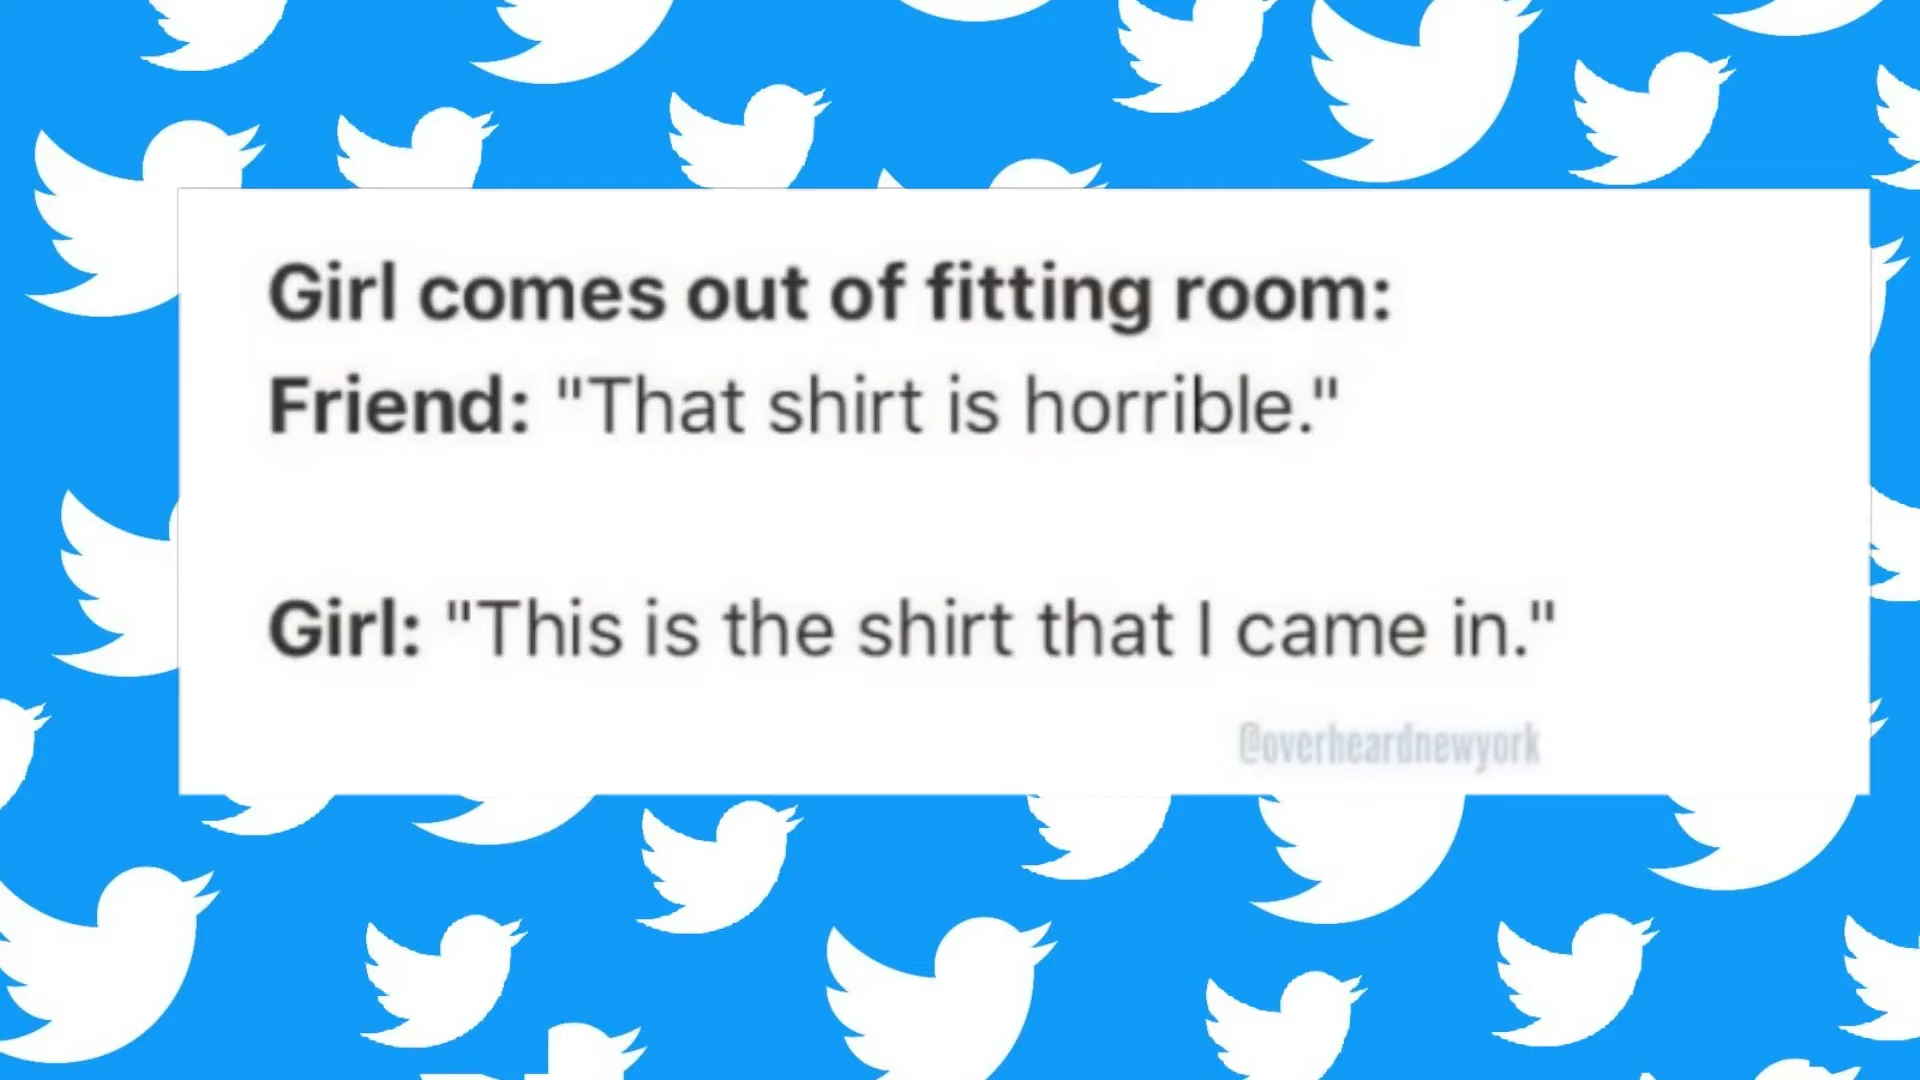 Girl comes out of fitting room:
Friend: "That shirt is horrible."
Girl: "This is the shirt that I came in."
@overheardnewyork